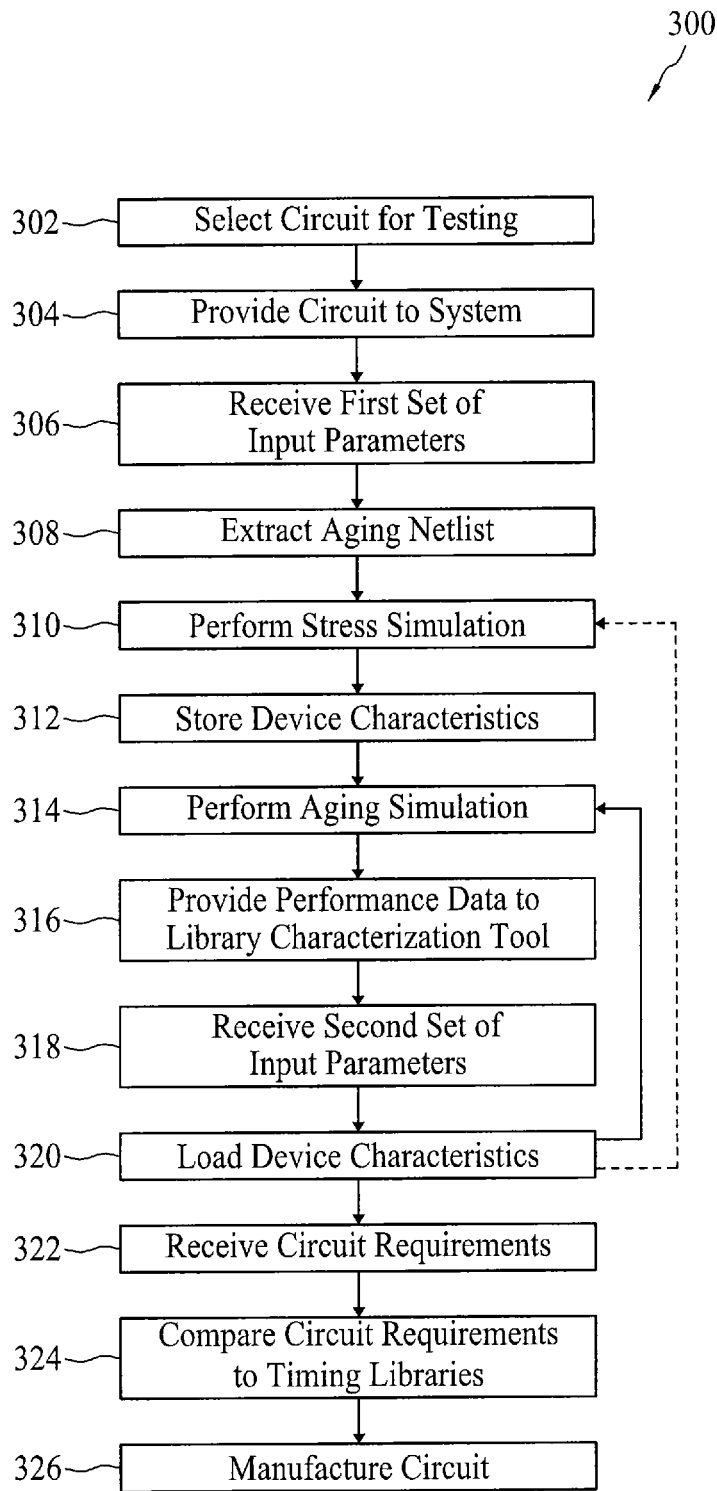 300
302
Select Circuit for Testing
304
Provide Circuit to System
306
Receive First Set of
Input Parameters
308
Extract Aging Netlist
310
Perform Stress Simulation
312
Store Device Characteristics
314
Perform Aging Simulation
316
Provide Performance Data to
Library Characterization Tool
318
Receive Second Set of
Input Parameters
320
Load Device Characteristics
322
Receive Circuit Requirements
324
Compare Circuit Requirements
to Timing Libraries
326
Manufacture Circuit